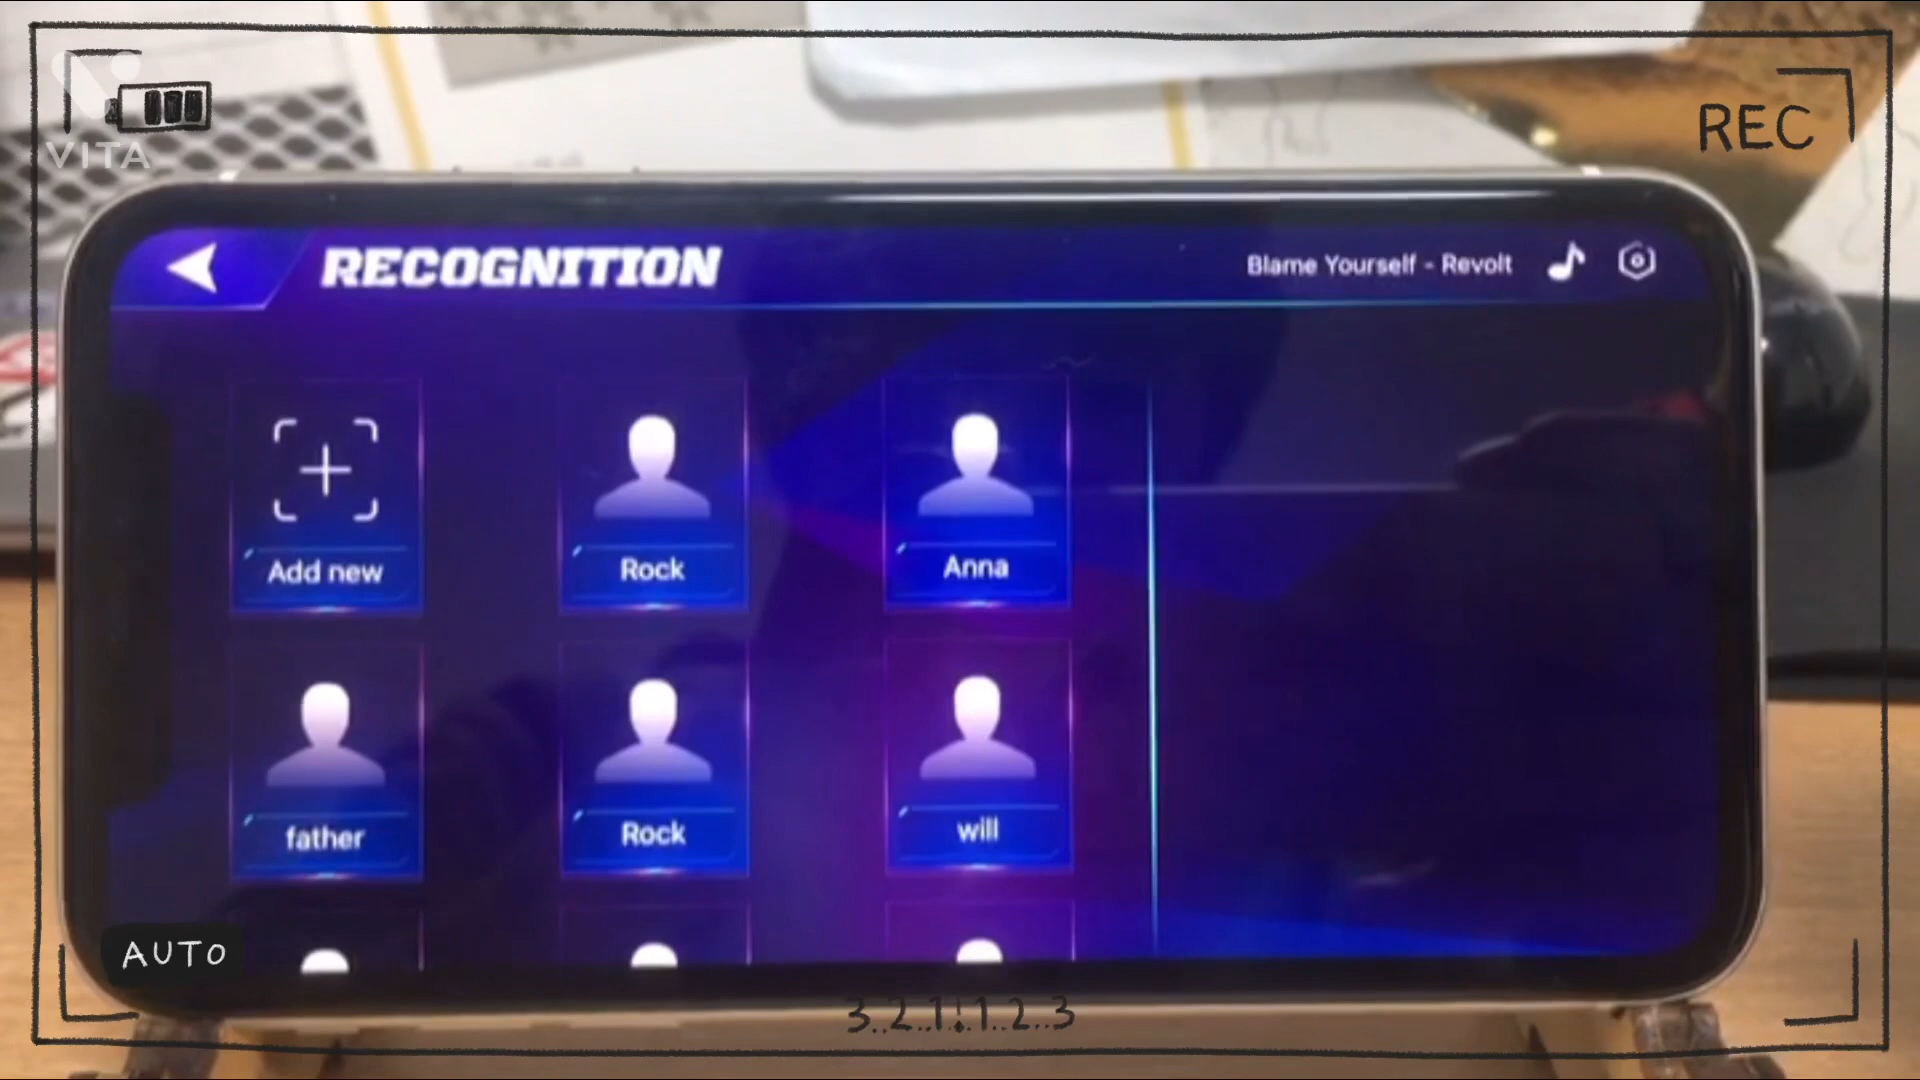 VITA
REC
RECOGNITION
Blame Yourself - Revolt
Add new
Rock
Anna
father
Rock
will
AUTO
3..2..1.!.1..2..3